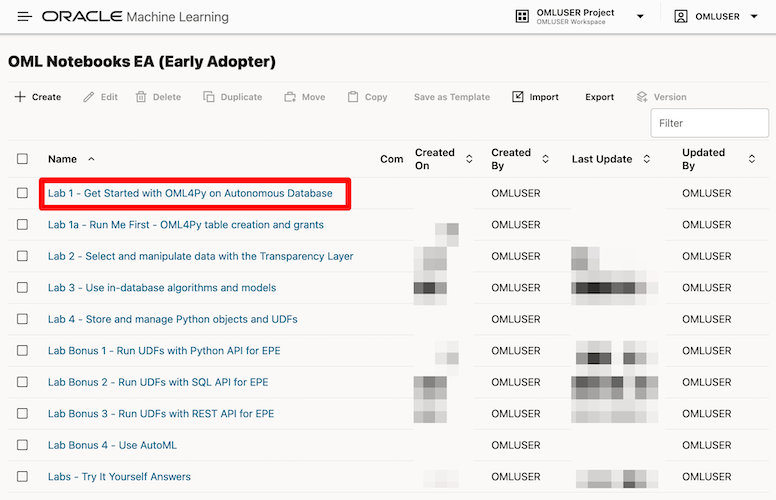 ORACLE Machine Learning
OMLUSER Project
OMLUSER Workspace
OMLUSER
OML Notebooks EA (Early Adopter)
Create Edit Delete Duplicate Move Copy Save as Template Import Export Version
Filter
Name Com Created On Created By Last Update Updated By
Lab 1 - Get Started with OML4Py on Autonomous Database OMLUSER OMLUSER
Lab 1a - Run Me First - OML4Py table creation and grants OMLUSER OMLUSER
Lab 2 - Select and manipulate data with the Transparency Layer OMLUSER OMLUSER
Lab 3 - Use in-database algorithms and models OMLUSER OMLUSER
Lab 4 - Store and manage Python objects and UDFs OMLUSER OMLUSER
Lab Bonus 1 - Run UDFs with Python API for EPE OMLUSER OMLUSER
Lab Bonus 2 - Run UDFs with SQL API for EPE OMLUSER OMLUSER
Lab Bonus 3 - Run UDFs with REST API for EPE OMLUSER OMLUSER
Lab Bonus 4 - Use AutoML OMLUSER OMLUSER
Labs - Try It Yourself Answers OMLUSER OMLUSER